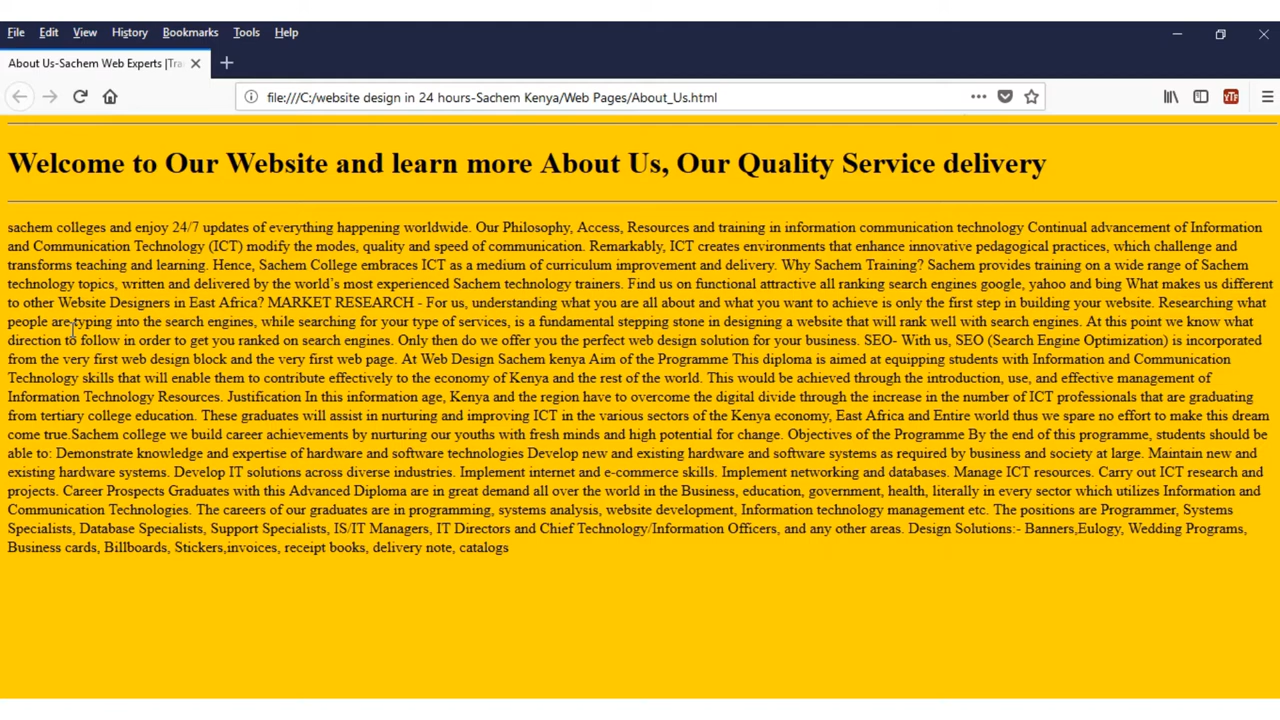 File Edit View History Bookmarks Tools Help
About Us-Sachem Web Experts |Tra
file:///C:/website design in 24 hours-Sachem Kenya/Web Pages/About_Us.html
YTF
Welcome to Our Website and learn more About Us, Our Quality Service delivery
sachem colleges and enjoy 24/7 updates of everything happening worldwide. Our Philosophy, Access, Resources and training in information communication technology Continual advancement of Information
and Communication Technology (ICT) modify the modes, quality and speed of communication. Remarkably, ICT creates environments that enhance innovative pedagogical practices, which challenge and
transforms teaching and learning. Hence, Sachem College embraces ICT as a medium of curriculum improvement and delivery. Why Sachem Training? Sachem provides training on a wide range of Sachem
technology topics, written and delivered by the world’s most experienced Sachem technology trainers. Find us on functional attractive all ranking search engines google, yahoo and bing What makes us different
to other Website Designers in East Africa? MARKET RESEARCH - For us, understanding what you are all about and what you want to achieve is only the first step in building your website. Researching what
people are typing into the search engines, while searching for your type of services, is a fundamental stepping stone in designing a website that will rank well with search engines. At this point we know what
direction to follow in order to get you ranked on search engines. Only then do we offer you the perfect web design solution for your business. SEO- With us, SEO (Search Engine Optimization) is incorporated
from the very first web design block and the very first web page. At Web Design Sachem kenya Aim of the Programme This diploma is aimed at equipping students with Information and Communication
Technology skills that will enable them to contribute effectively to the economy of Kenya and the rest of the world. This would be achieved through the introduction, use, and effective management of
Information Technology Resources. Justification In this information age, Kenya and the region have to overcome the digital divide through the increase in the number of ICT professionals that are graduating
from tertiary college education. These graduates will assist in nurturing and improving ICT in the various sectors of the Kenya economy, East Africa and Entire world thus we spare no effort to make this dream
come true.Sachem college we build career achievements by nurturing our youths with fresh minds and high potential for change. Objectives of the Programme By the end of this programme, students should be
able to: Demonstrate knowledge and expertise of hardware and software technologies Develop new and existing hardware and software systems as required by business and society at large. Maintain new and
existing hardware systems. Develop IT solutions across diverse industries. Implement internet and e-commerce skills. Implement networking and databases. Manage ICT resources. Carry out ICT research and
projects. Career Prospects Graduates with this Advanced Diploma are in great demand all over the world in the Business, education, government, health, literally in every sector which utilizes Information and
Communication Technologies. The careers of our graduates are in programming, systems analysis, website development, Information technology management etc. The positions are Programmer, Systems
Specialists, Database Specialists, Support Specialists, IS/IT Managers, IT Directors and Chief Technology/Information Officers, and any other areas. Design Solutions:- Banners,Eulogy, Wedding Programs,
Business cards, Billboards, Stickers,invoices, receipt books, delivery note, catalogs